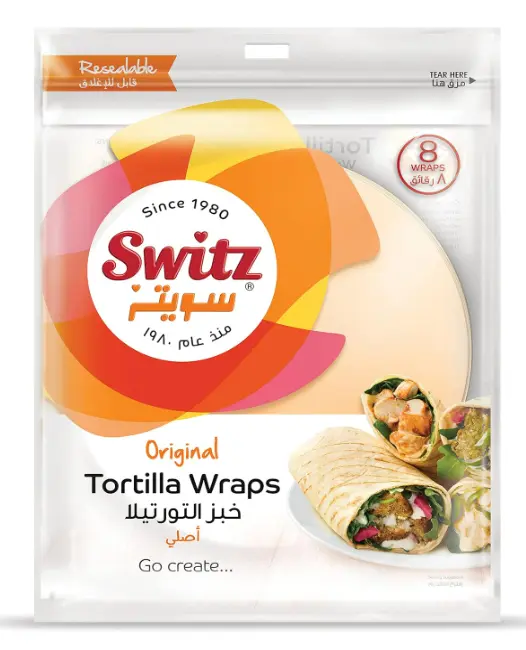 Resealable
قابل للإغلاق
TEAR HERE
مزق هنا
8
WRAPS
٨ رقائق
Since 1980
Switz®
سويتز
منذ عام ١٩٨٠
Original
Tortilla Wraps
خبز التورتيلا
أصلي
Go create...